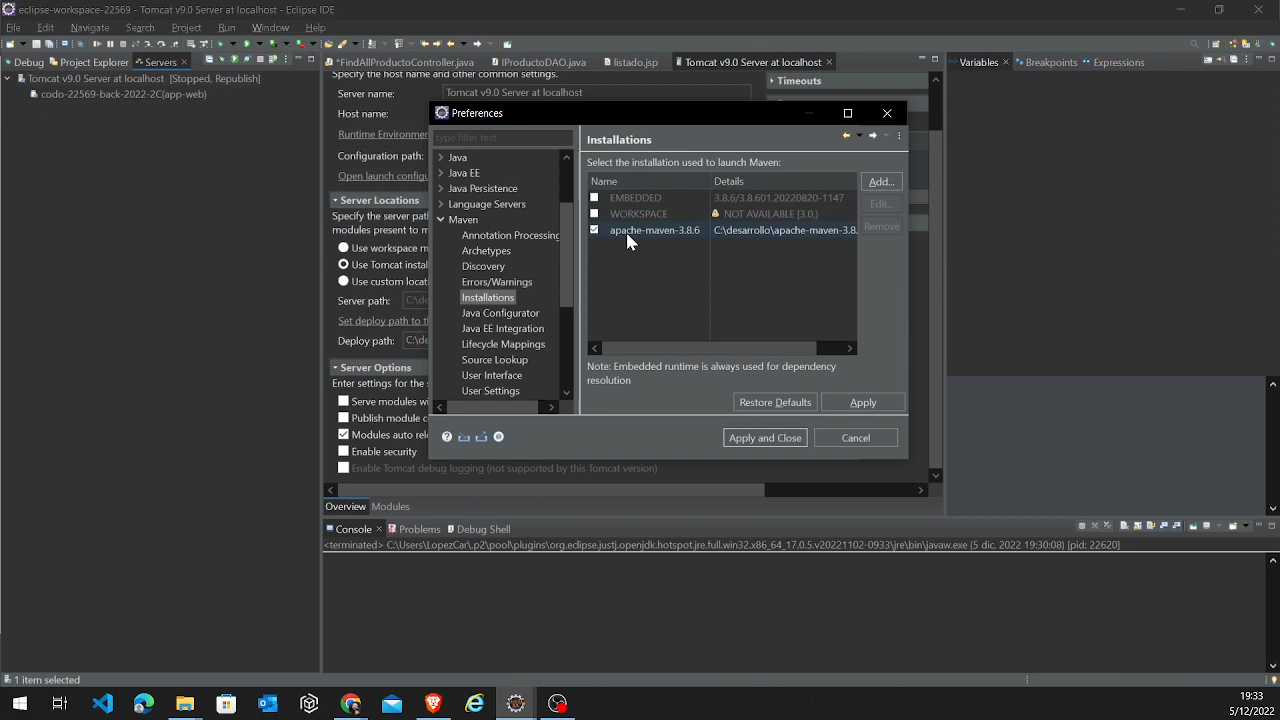 eclipse-workspace-22569 - Tomcat v9.0 Server at localhost - Eclipse IDE
File Edit Navigate Search Project Run Window Help
Debug Project Explorer Servers
*FindAllProductoController.java IProductoDAO.java listado.jsp Tomcat v9.0 Server at localhost
Variables Breakpoints Expressions
Tomcat v9.0 Server at localhost [Stopped, Republish]
codo-22569-back-2022-2C(app-web)
Specify the host name and other common settings.
Server name: Tomcat v9.0 Server at localhost
Host name:
Runtime Environmen
Configuration path:
Open launch configu
Timeouts
Server Locations
Specify the server path
modules present to m
Use workspace m
Use Tomcat install
Use custom locat
Server path: C:\de
Set deploy path to t
Deploy path: C:\de
Server Options
Enter settings for the s
Serve modules wi
Publish module c
Modules auto relo
Enable security
Enable Tomcat debug logging (not supported by this Tomcat version)
Overview Modules
Preferences
type filter text
Java
Java EE
Java Persistence
Language Servers
Maven
Annotation Processing
Archetypes
Discovery
Errors/Warnings
Installations
Java Configurator
Java EE Integration
Lifecycle Mappings
Source Lookup
User Interface
User Settings
Installations
Select the installation used to launch Maven:
Name Details
EMBEDDED 3.8.6/3.8.601.20220820-1147
WORKSPACE NOT AVAILABLE [3.0,)
apache-maven-3.8.6 C:\desarrollo\apache-maven-3.8.
Add...
Edit...
Remove
Note: Embedded runtime is always used for dependency
resolution
Restore Defaults Apply
Apply and Close Cancel
Console Problems Debug Shell
<terminated> C:\Users\LopezCar\.p2\pool\plugins\org.eclipse.justj.openjdk.hotspot.jre.full.win32.x86_64_17.0.5.v20221102-0933\jre\bin\javaw.exe (5 dic. 2022 19:30:08) [pid: 22620]
1 item selected
19:33
5/12/2022